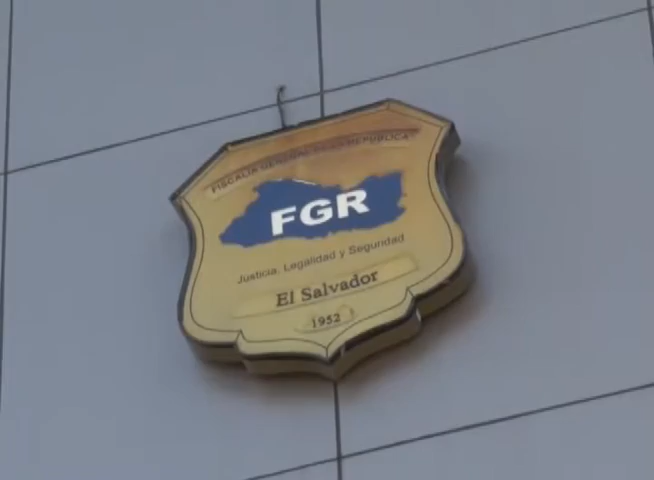 FISCALIA GENERAL DE LA REPUBLICA
FGR
Justicia, Legalidad y Seguridad
El Salvador
1952